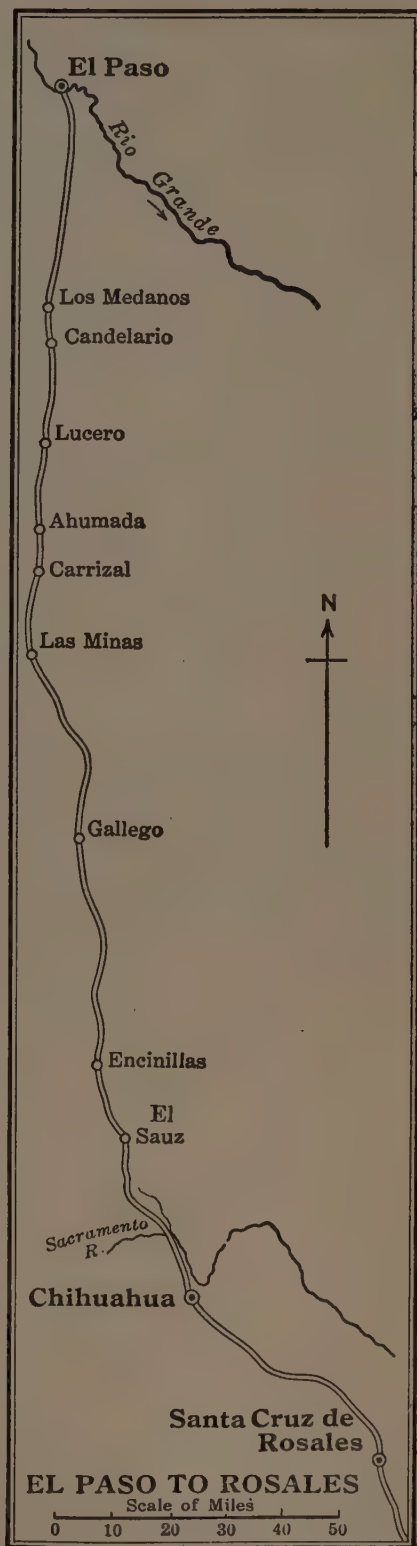 El Paso
Rio Grande
Los Medanos
Candelario
Lucero
Ahumada
Carrizal
N
Las Minas
Gallego
Encinillas
El
Sauz
Sacramento
R.
Chihuahua
Santa Cruz de
Rosales
EL PASO TO ROSALES
Scale of Miles
0 10 20 30 40 50